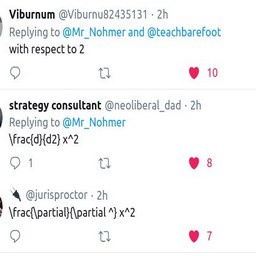 Viburnum @Viburnu82435131 · 2h
Replying to @Mr_Nohmer and @teachbarefoot
with respect to 2
10
strategy consultant @neoliberal_dad · 2h
Replying to @Mr_Nohmer
\frac{d}{d2} x^2
1 8
@jurisproctor · 2h
\frac{\partial}{\partial ^} x^2
7